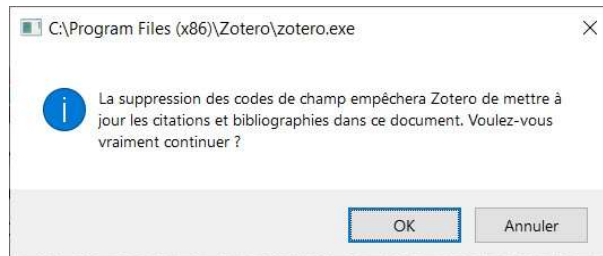 C:\Program Files (x86)\Zotero\zotero.exe
La suppression des codes de champ empêchera Zotero de mettre à
jour les citations et bibliographies dans ce document. Voulez-vous
vraiment continuer ?
OK
Annuler